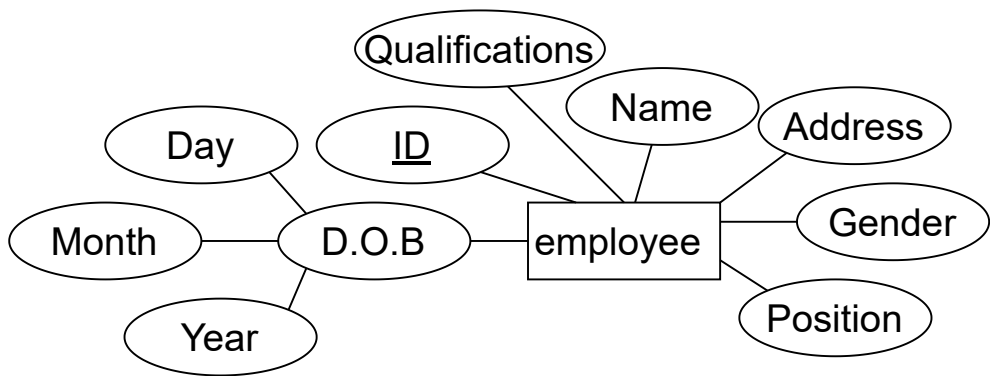 Qualifications
Name
Address
Day
ID
Gender
Month
D.O.B
employee
Position
Year